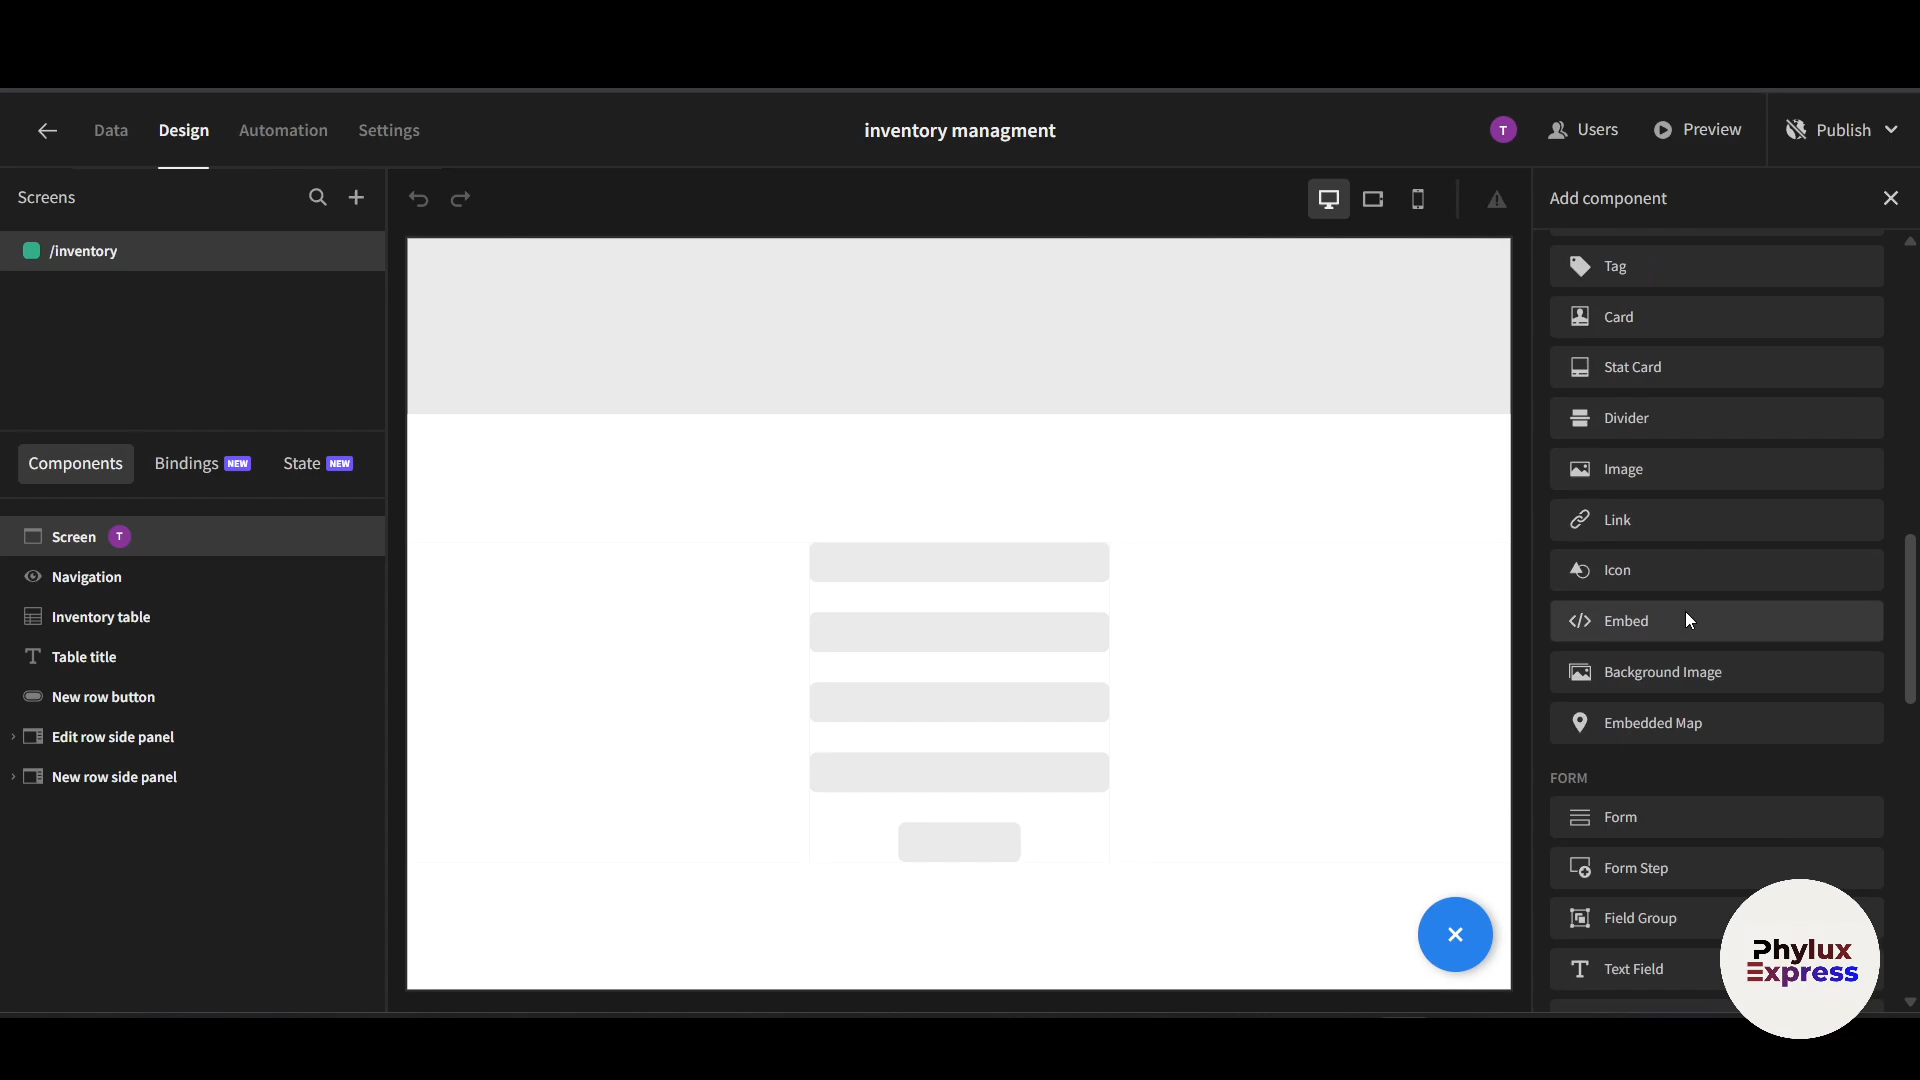 Data Design Automation Settings
inventory managment
T Users Preview Publish
Screens
/inventory
Components Bindings NEW State NEW
Screen T
Navigation
Inventory table
Table title
New row button
Edit row side panel
New row side panel
Add component
Tag
Card
Stat Card
Divider
Image
Link
Icon
Embed
Background Image
Embedded Map
FORM
Form
Form Step
Field Group
Text Field
Phylux
Express